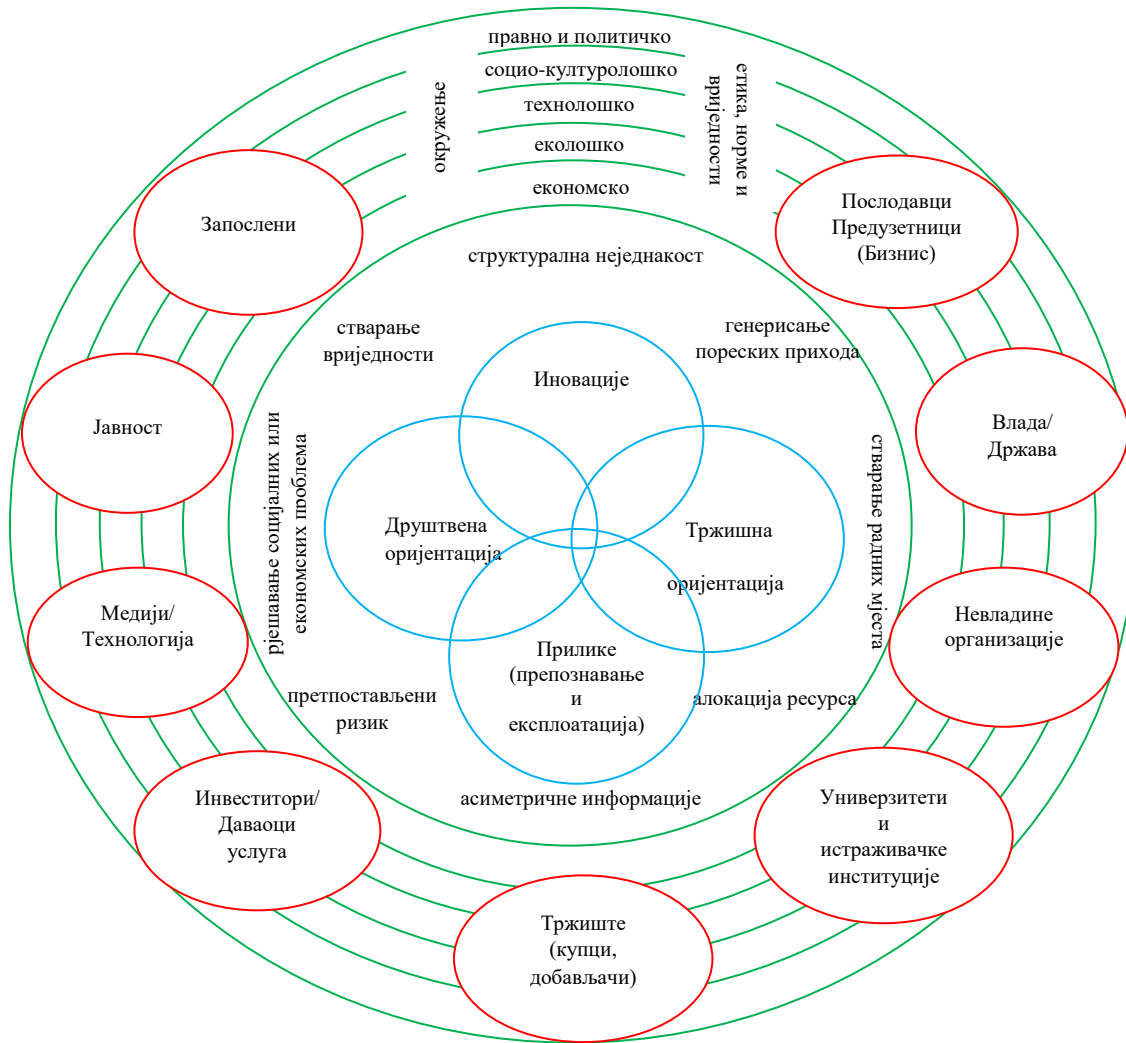 правно и политичко
социо-културолошко
технолошко
еколошко
економско
окружење
етика, норме и
вриједности
Запослени
Послодавци
Предузетници
(Бизнис)
структурална неједнакост
стварање
вриједности
генерисање
пореских прихода
Иновације
Јавност
Влада/
Држава
рјешавање социјалних или
економских проблема
Друштвена
оријентација
Тржишна
оријентација
стварање радних мјеста
Медији/
Технологија
Невладине
организације
Прилике
(препознавање
и
експлоатација)
претпостављени
ризик
алокација ресурса
асиметричне информације
Инвеститори/
Даваоци
услуга
Универзитети
и
истраживачке
институције
Тржиште
(купци,
добављачи)